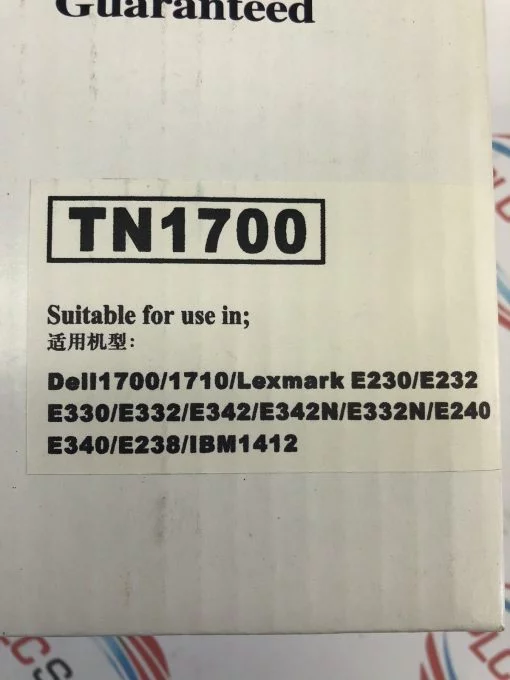 Guaranteed
TN1700
Suitable for use in;
适用机型：
Dell1700/1710/Lexmark E230/E232
E330/E332/E342/E342N/E332N/E240
E340/E238/IBM1412